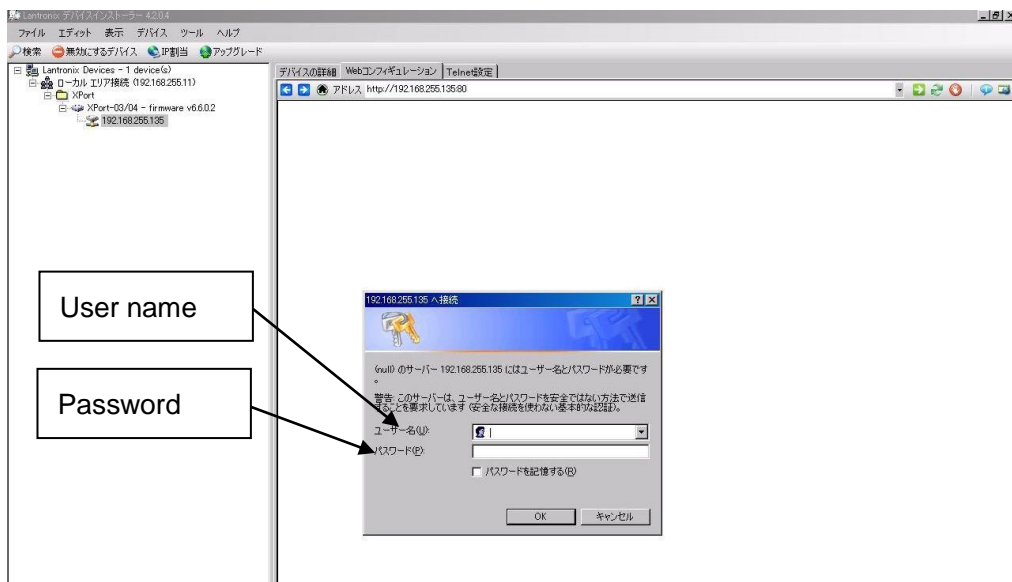 Lantronix デバイスインストーラー 4.2.0.4
ファイル エディット 表示 デバイス ツール ヘルプ
検索 無効にするデバイス IP割当 アップグレード
Lantronix Devices - 1 device(s)
ローカル エリア接続 (192.168.255.11)
XPort
XPort-03/04 - firmware v6.6.0.2
192.168.255.135
デバイスの詳細 Webコンフィギュレーション Telnet設定
アドレス http://192.168.255.135:80
User name
Password
192.168.255.135 へ接続
(null) のサーバー 192.168.255.135 にはユーザー名とパスワードが必要です
。
警告: このサーバーは、ユーザー名とパスワードを安全ではない方法で送信
することを要求しています (安全な接続を使わない基本的な認証)。
ユーザー名(U):
パスワード(P):
パスワードを記憶する(R)
OK キャンセル